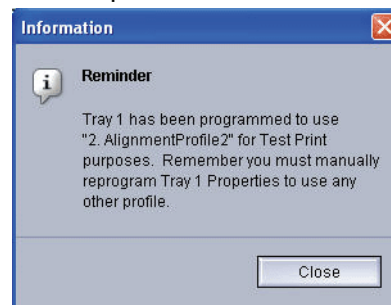 Information
Reminder
Tray 1 has been programmed to use
"2. AlignmentProfile2" for Test Print
purposes. Remember you must manually
reprogram Tray 1 Properties to use any
other profile.
Close